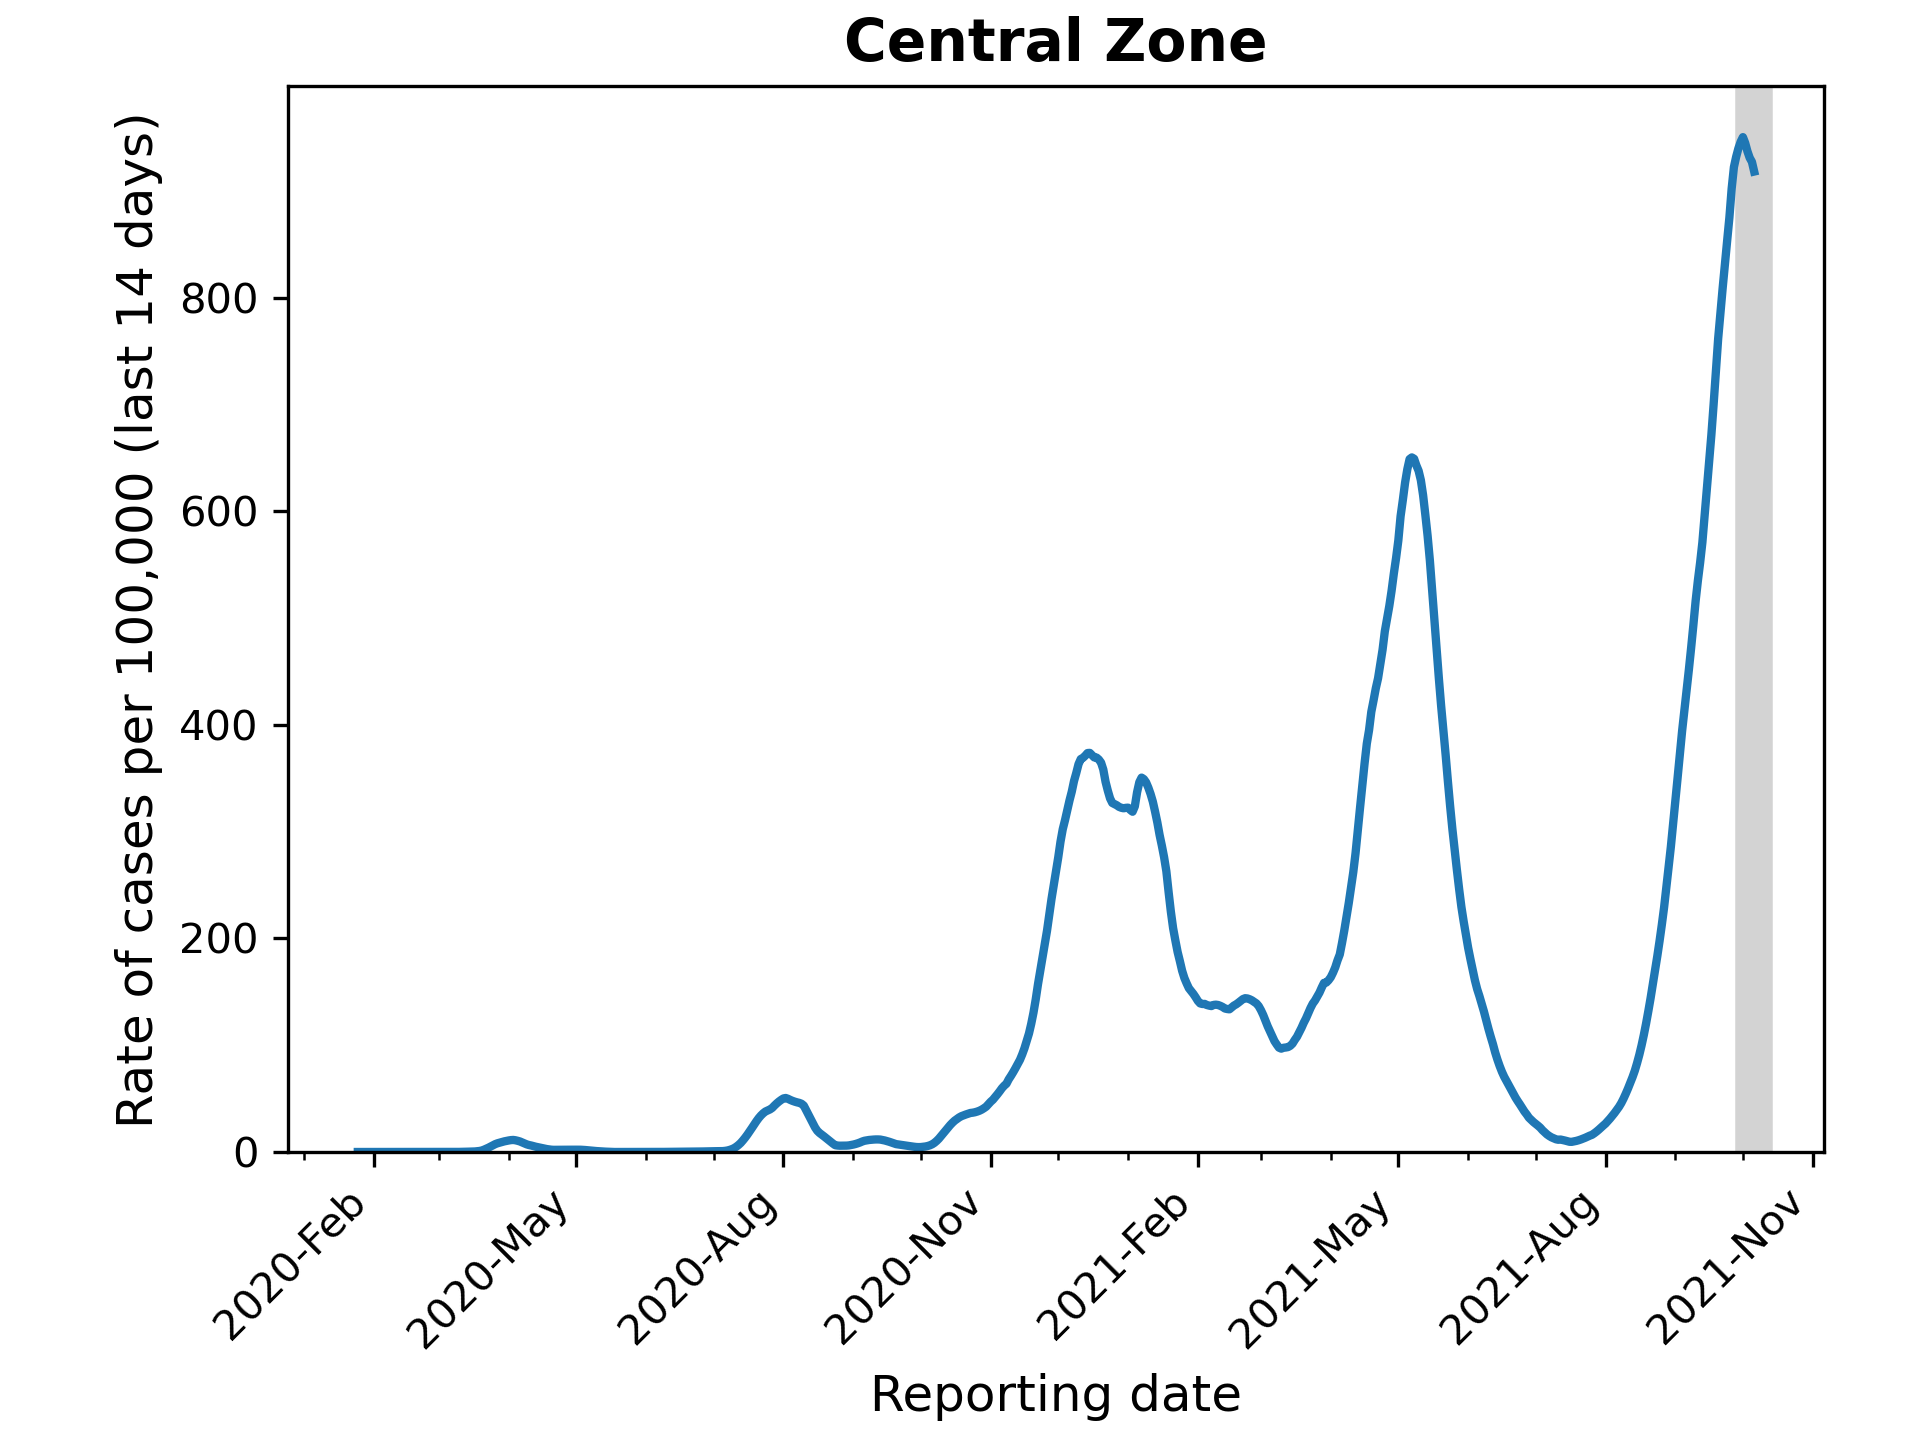 Central Zone
Rate of cases per 100,000 (last 14 days)
800
600
400
200
0
2020-Feb
2020-May
2020-Aug
2020-Nov
2021-Feb
2021-May
2021-Aug
2021-Nov
Reporting date